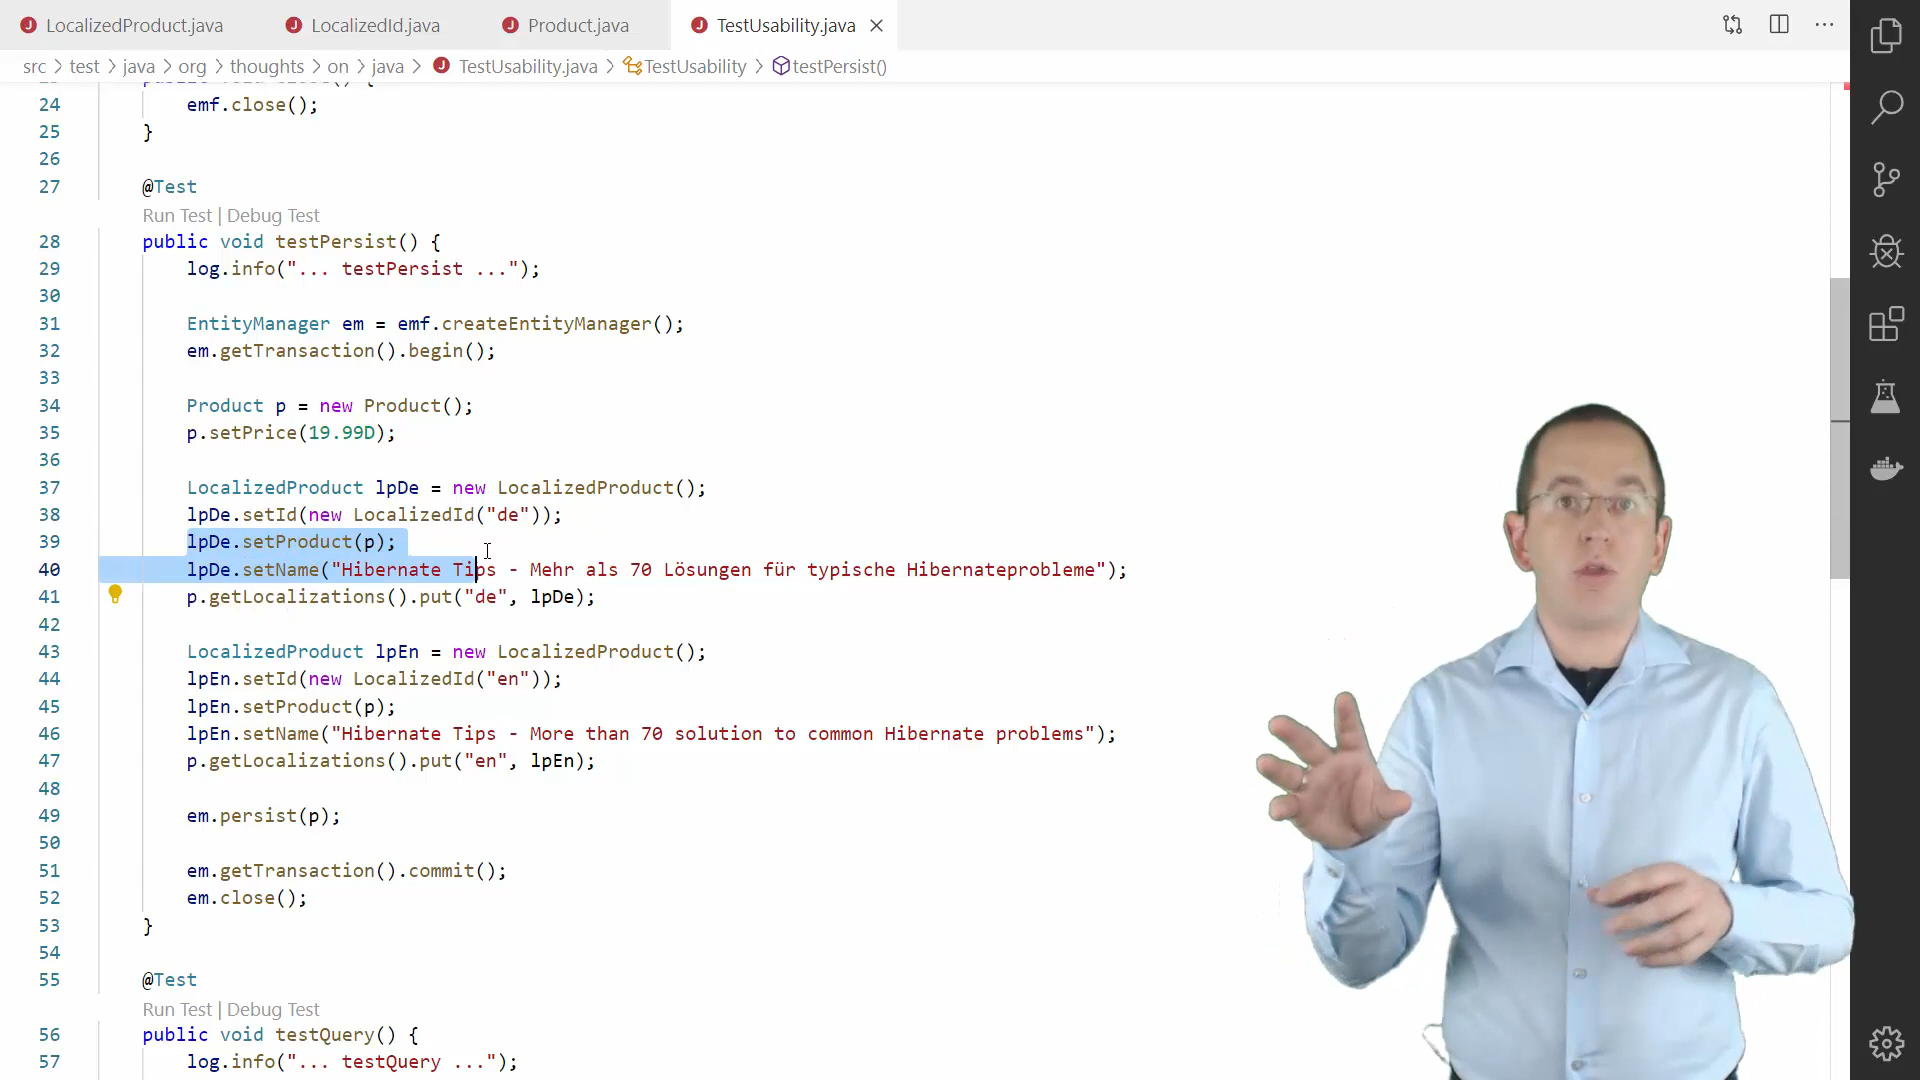 LocalizedProduct.java LocalizedId.java Product.java TestUsability.java
src > test > java > org > thoughts > on > java > TestUsability.java > TestUsability > testPersist()
24 emf.close();
25 }
26
27 @Test
Run Test | Debug Test
28 public void testPersist() {
29 log.info("... testPersist ...");
30
31 EntityManager em = emf.createEntityManager();
32 em.getTransaction().begin();
33
34 Product p = new Product();
35 p.setPrice(19.99D);
36
37 LocalizedProduct lpDe = new LocalizedProduct();
38 lpDe.setId(new LocalizedId("de"));
39 lpDe.setProduct(p);
40 lpDe.setName("Hibernate Tips - Mehr als 70 Lösungen für typische Hibernateprobleme");
41 p.getLocalizations().put("de", lpDe);
42
43 LocalizedProduct lpEn = new LocalizedProduct();
44 lpEn.setId(new LocalizedId("en"));
45 lpEn.setProduct(p);
46 lpEn.setName("Hibernate Tips - More than 70 solution to common Hibernate problems");
47 p.getLocalizations().put("en", lpEn);
48
49 em.persist(p);
50
51 em.getTransaction().commit();
52 em.close();
53 }
54
55 @Test
Run Test | Debug Test
56 public void testQuery() {
57 log.info("... testQuery ...");